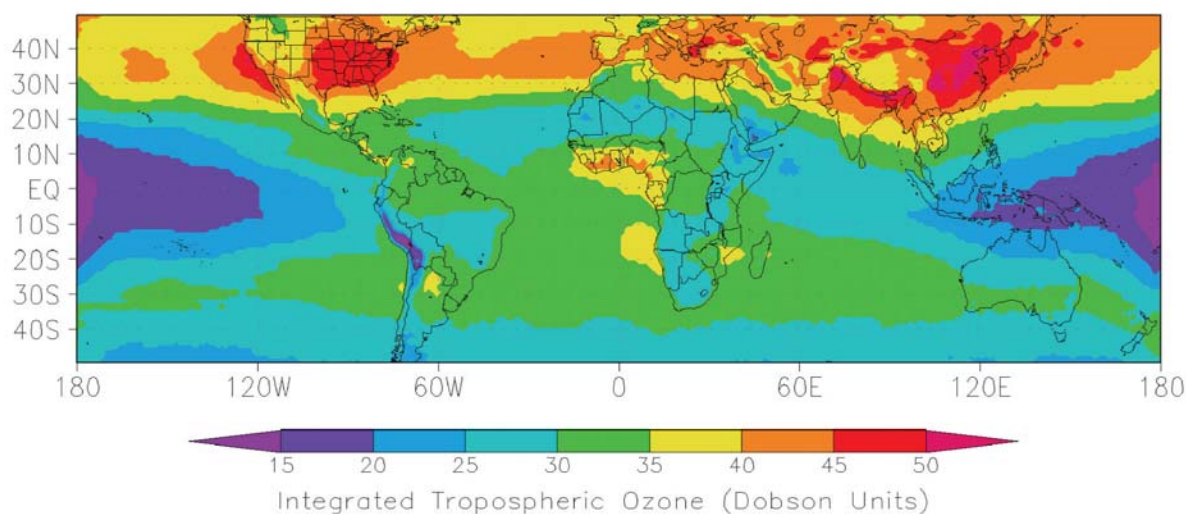 40N
30N
20N
10N
EQ
10S
20S
30S
40S
180 120W 60W 0 60E 120E 180
15 20 25 30 35 40 45 50
Integrated Tropospheric Ozone (Dobson Units)